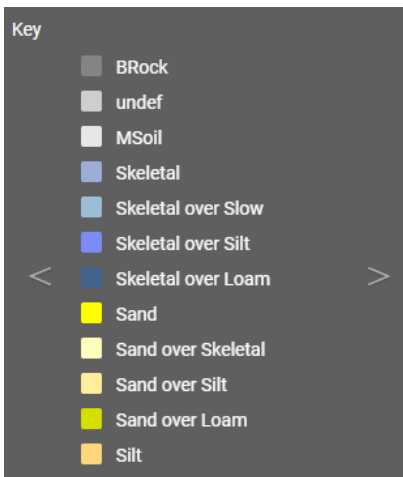 Key
BRock
undef
MSoil
Skeletal
Skeletal over Slow
Skeletal over Silt
< Skeletal over Loam >
Sand
Sand over Skeletal
Sand over Silt
Sand over Loam
Silt